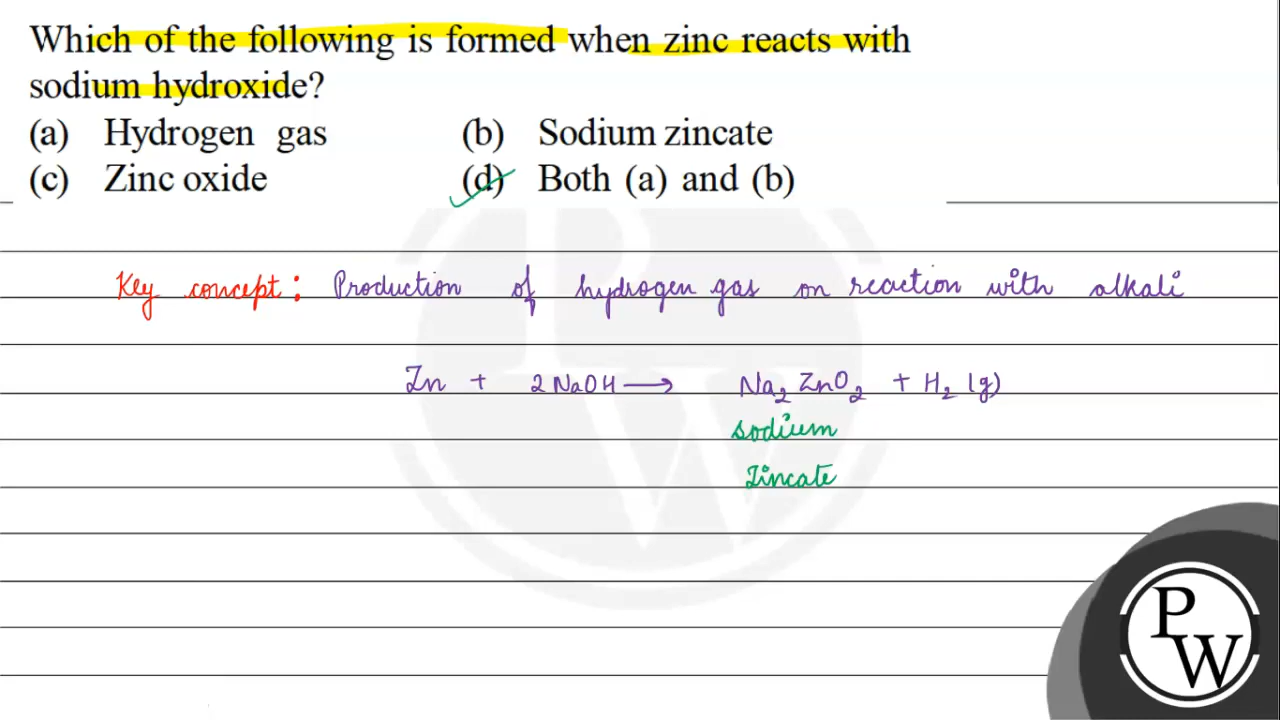 Which of the following is formed when zinc reacts with
sodium hydroxide?
(a) Hydrogen gas (b) Sodium zincate
(c) Zinc oxide (d) Both (a) and (b)
Key concept: Production of hydrogen gas on reaction with alkali
Zn + 2NaOH ⟶ Na₂ZnO₂ + H₂ (g)
sodium
Zincate
P
W